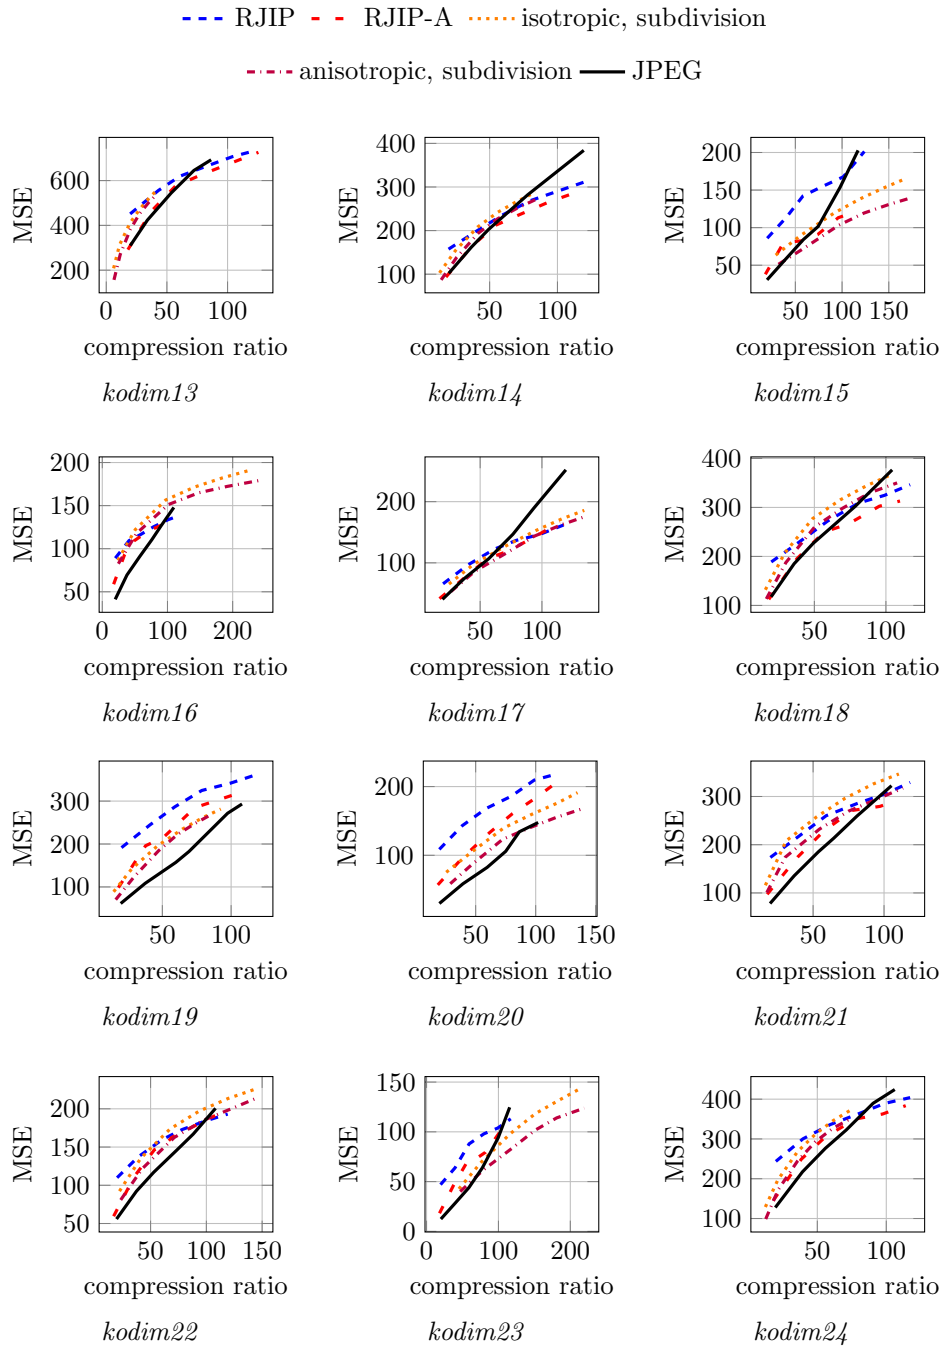 RJIP RJIP-A isotropic, subdivision
anisotropic, subdivision JPEG
600
400
200
MSE
0 100
compression ratio
kodim13
400
300
200
100
MSE
50 100
compression ratio
kodim14
200
150
100
50
MSE
50 100 150
compression ratio
kodim15
200
150
100
50
MSE
0 100 200
compression ratio
kodim16
200
100
MSE
50 100
compression ratio
kodim17
400
300
200
100
MSE
50 100
compression ratio
kodim18
300
200
100
MSE
50 100
compression ratio
kodim19
200
100
MSE
50 100 150
compression ratio
kodim20
300
200
100
MSE
50 100
compression ratio
kodim21
200
150
100
50
MSE
50 100 150
compression ratio
kodim22
150
100
50
0
MSE
0 100 200
compression ratio
kodim23
400
300
200
100
MSE
50 100
compression ratio
kodim24